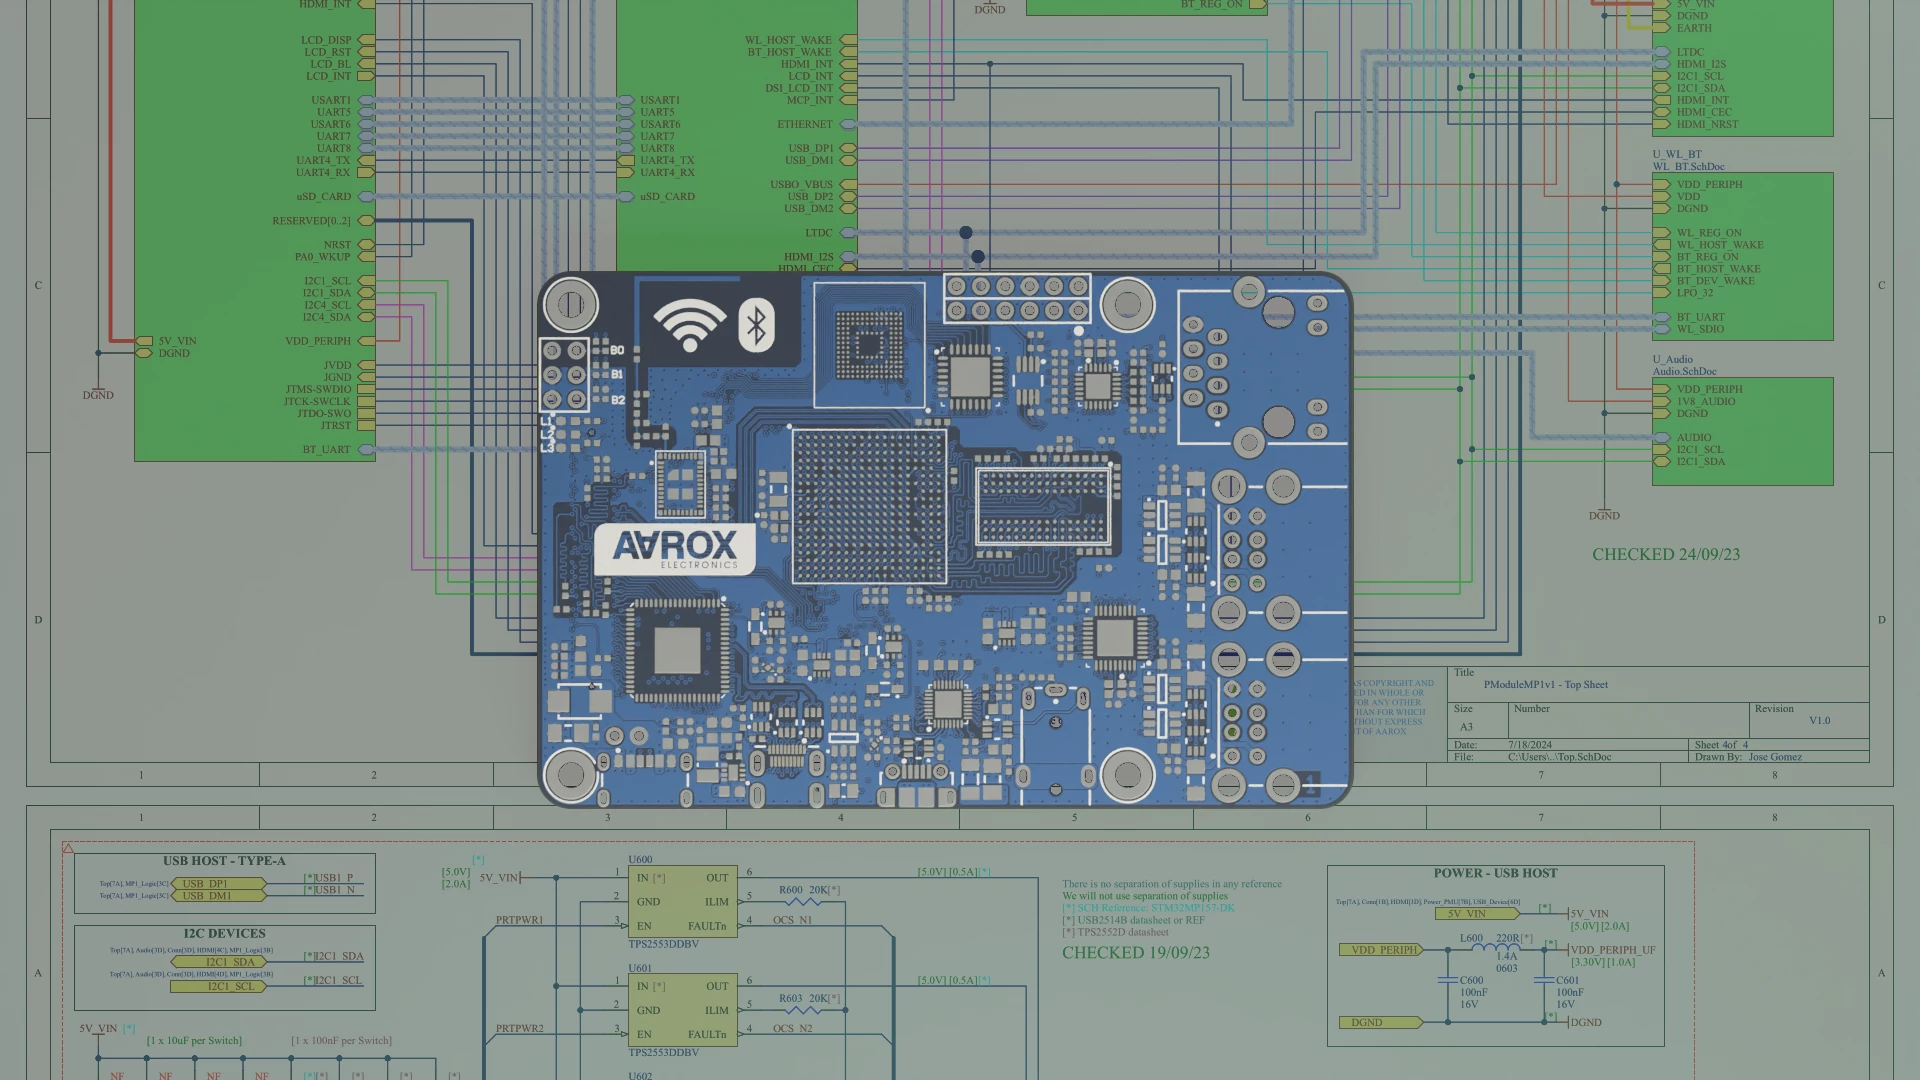 HDMI_INT
LCD_DISP
LCD_RST
LCD_BL
LCD_INT
USART1
UART5
USART6
UART7
UART8
UART4_TX
UART4_RX
uSD_CARD
RESERVED[0..2]
NRST
PA0_WKUP
I2C1_SCL
I2C1_SDA
I2C4_SCL
I2C4_SDA
VDD_PERIPH
JVDD
JGND
JTMS-SWDIO
JTCK-SWCLK
JTDO-SWO
JTRST
BT_UART
5V_VIN
DGND
DGND
C
D
USART1
UART5
USART6
UART7
UART8
UART4_TX
UART4_RX
uSD_CARD
WL_HOST_WAKE
BT_HOST_WAKE
HDMI_INT
LCD_INT
DSI_LCD_INT
MCP_INT
ETHERNET
USB_DP1
USB_DM1
USBO_VBUS
USB_DP2
USB_DM2
LTDC
HDMI_I2S
HDMI_CEC
DGND
BT_REG_ON
5V_VIN
DGND
EARTH
LTDC
HDMI_I2S
I2C1_SCL
I2C1_SDA
HDMI_INT
HDMI_CEC
HDMI_NRST
U_WL_BT
WL_BT.SchDoc
VDD_PERIPH
VDD
DGND
WL_REG_ON
WL_HOST_WAKE
BT_REG_ON
BT_HOST_WAKE
BT_DEV_WAKE
LPO_32
BT_UART
WL_SDIO
U_Audio
Audio.SchDoc
VDD_PERIPH
1V8_AUDIO
DGND
AUDIO
I2C1_SCL
I2C1_SDA
DGND
CHECKED 24/09/23
C
D
B0
B1
B2
L1
L2
L3
AAROX
ELECTRONICS
1
AS COPYRIGHT AND
ED IN WHOLE OR
FOR ANY OTHER
THAN FOR WHICH
THOUT EXPRESS
T OF AAROX
Title
PModuleMP1v1 - Top Sheet
Size
A3
Number
Revision
V1.0
Date: 7/18/2024
Sheet 4 of 4
File: C:\Users\..\Top.SchDoc
Drawn By: Jose Gomez
1 2 7 8
1 2 3 4 5 6 7 8
USB HOST - TYPE-A
Top[7A], MP1_Logic[3C] USB_DP1 [*]USB1_P
Top[7A], MP1_Logic[3C] USB_DM1 [*]USB1_N
I2C DEVICES
Top[7A], Audio[3D], Conn[3D], HDMI[4C], MP1_Logic[3B]
I2C1_SDA [*]I2C1_SDA
Top[7A], Audio[3D], Conn[3D], HDMI[4D], MP1_Logic[3B]
I2C1_SCL [*]I2C1_SCL
5V_VIN [*]
[1 x 10uF per Switch] [1 x 100nF per Switch]
NF NF NF NF [*][*] [*] [*] [*]
A
[*]
[5.0V]
[2.0A]
5V_VIN
PRTPWR1
PRTPWR2
U600
1 IN [*] OUT 6
2 GND ILIM 5
3 EN FAULTn 4
TPS2553DDBV
R600 20K[*]
OCS_N1
[5.0V] [0.5A][*]
U601
1 IN [*] OUT 6
2 GND ILIM 5
3 EN FAULTn 4
TPS2553DDBV
R603 20K[*]
OCS_N2
[5.0V] [0.5A][*]
U602
There is no separation of supplies in any reference
We will not use separation of supplies
[*] SCH Reference: STM32MP157-DK
[*] USB2514B datasheet or REF
[*] TPS2552D datasheet
CHECKED 19/09/23
POWER - USB HOST
Top[7A], Conn[1B], HDMI[2D], Power_PMU[7B], USB_Device[6D]
5V_VIN [*] 5V_VIN
[5.0V] [2.0A]
VDD_PERIPH
L600 220R[*]
1.4A
0603
[*]
VDD_PERIPH_UF
[3.30V] [1.0A]
C600
100nF
16V
C601
100nF
16V
DGND [*] DGND
A